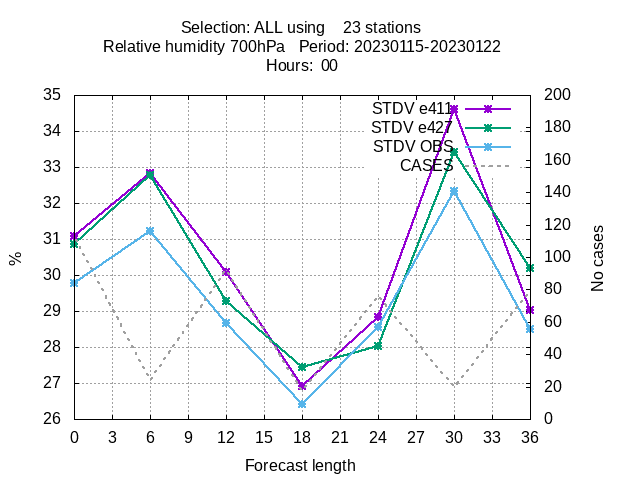 Selection: ALL using 23 stations
Relative humidity 700hPa Period: 20230115-20230122
Hours: 00
35
34
33
32
31
30
29
28
27
26
%
STDV e411
STDV e427
STDV OBS
CASES
200
180
160
140
120
100
80
60
40
20
0
No cases
0 3 6 9 12 15 18 21 24 27 30 33 36
Forecast length